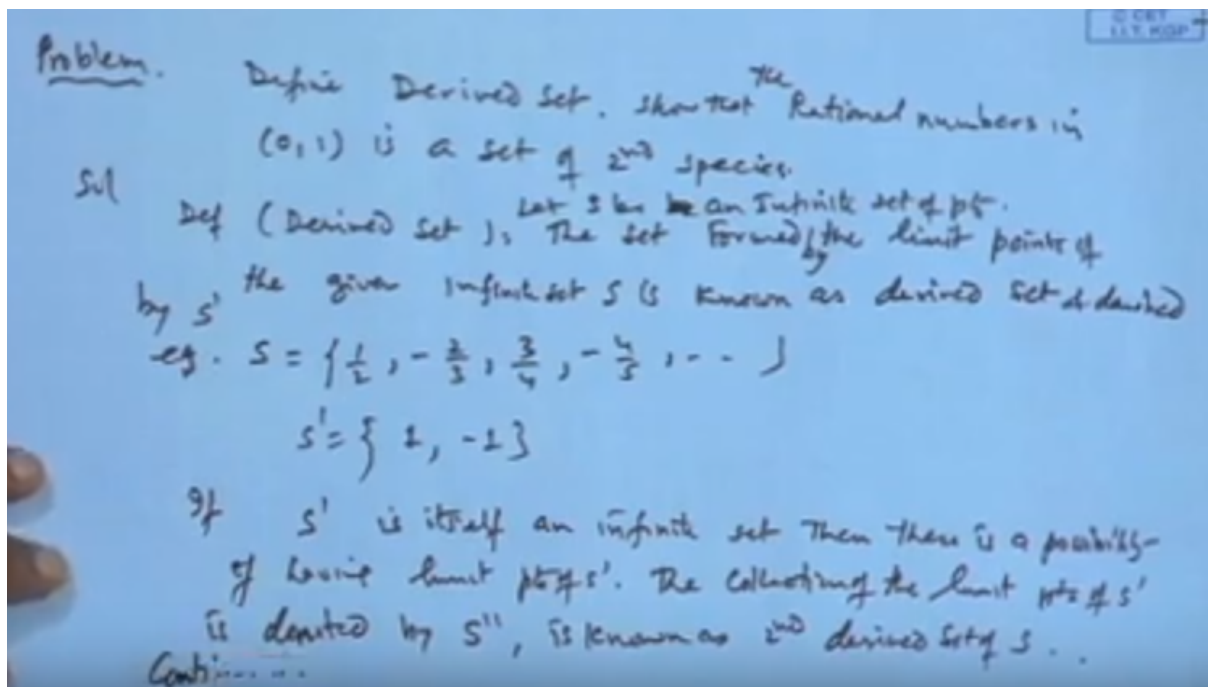 © CET
I.I.T. KGP
Problem. Define Derived Set. Show that the Rational numbers in
(0,1) is a set of 2nd species.
Sol
Let S be an Infinite set of pts.
Def (Derived Set): The set Formed by the limit points of
the given infinite set S is known as derived set & denoted
by S'
eg. S = {1/2, -2/3, 3/4, -4/5, ...}
S' = {1, -1}
If S' is itself an infinite set Then there is a possibility
of having limit pts of S'. The collection of the limit pts of S'
is denoted by S'', is known as 2nd derived set of S.
Conti.....